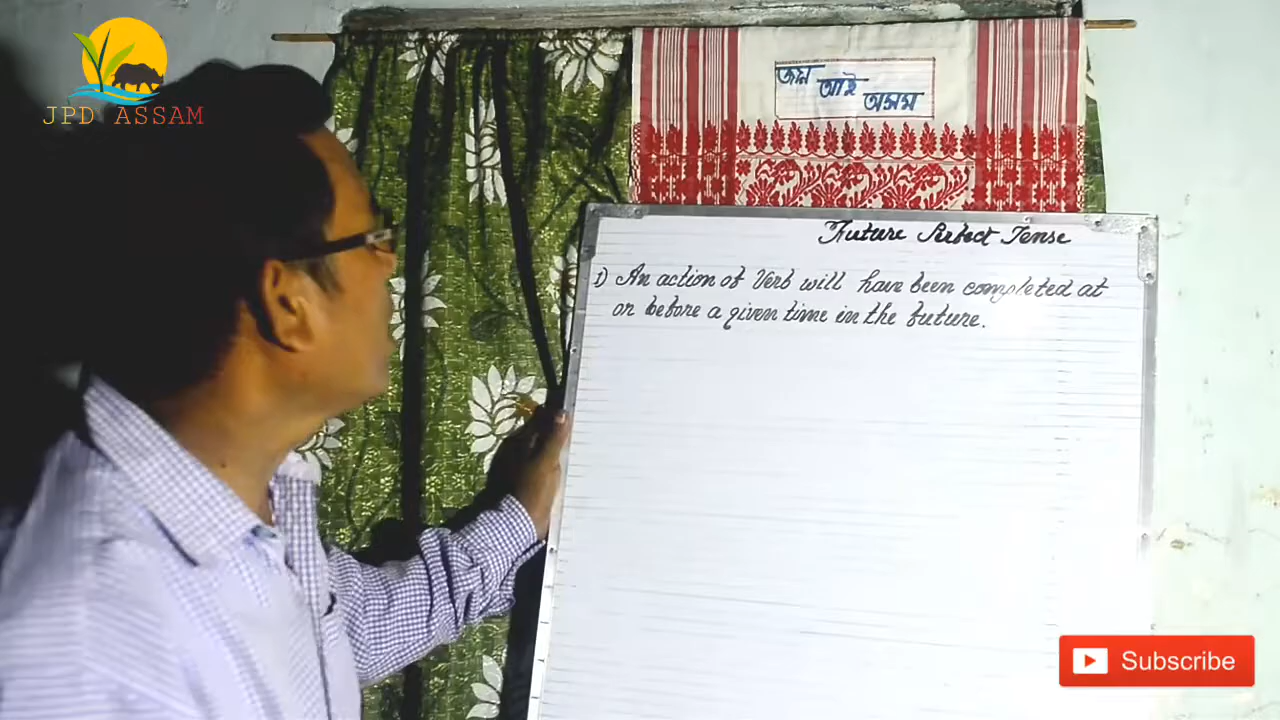 JPD ASSAM
জয়
আই
অসম
Future Perfect Tense
1) An action of Verb will have been completed at
or before a given time in the future.
Subscribe